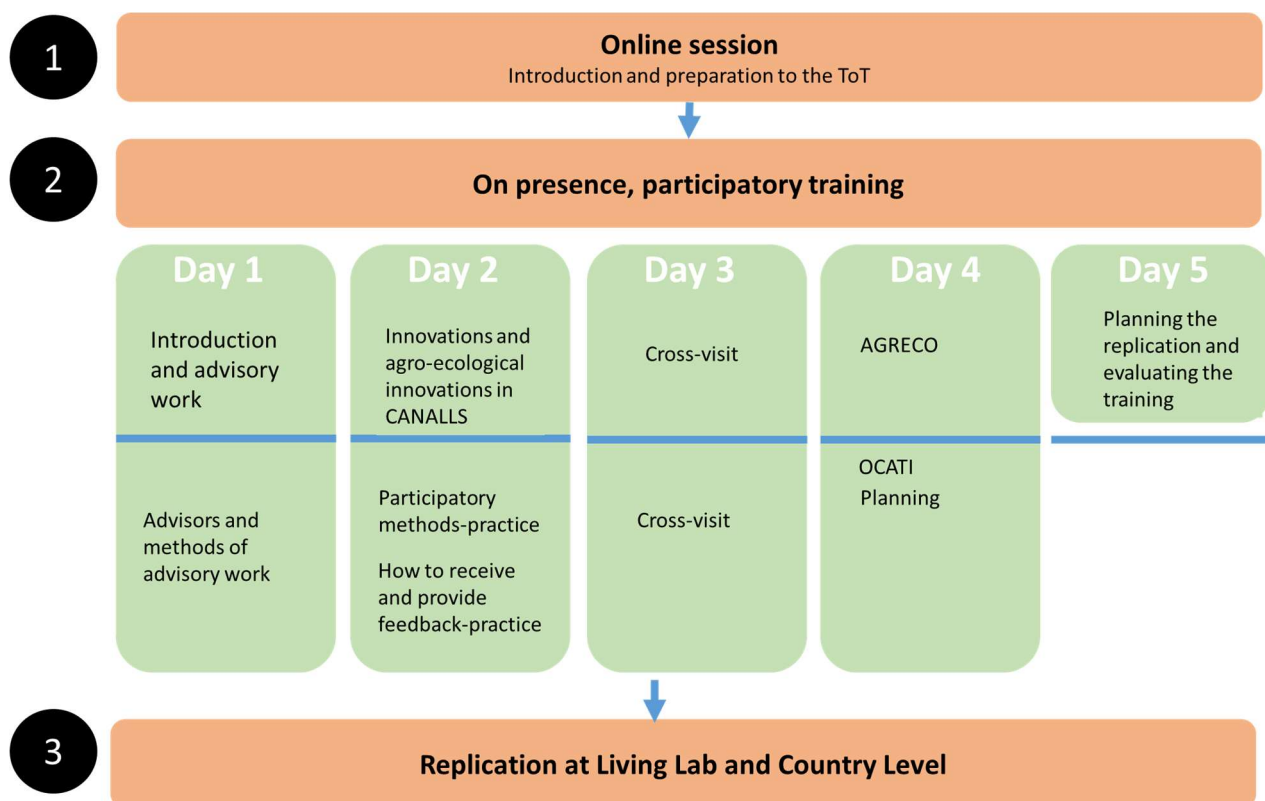 1
Online session
Introduction and preparation to the ToT
2
On presence, participatory training
Day 1
Introduction
and advisory
work
Advisors and
methods of
advisory work
Day 2
Innovations and
agro-ecological
innovations in
CANALLS
Participatory
methods-practice
How to receive
and provide
feedback-practice
Day 3
Cross-visit
Cross-visit
Day 4
AGRECO
OCATI
Planning
Day 5
Planning the
replication and
evaluating the
training
3
Replication at Living Lab and Country Level